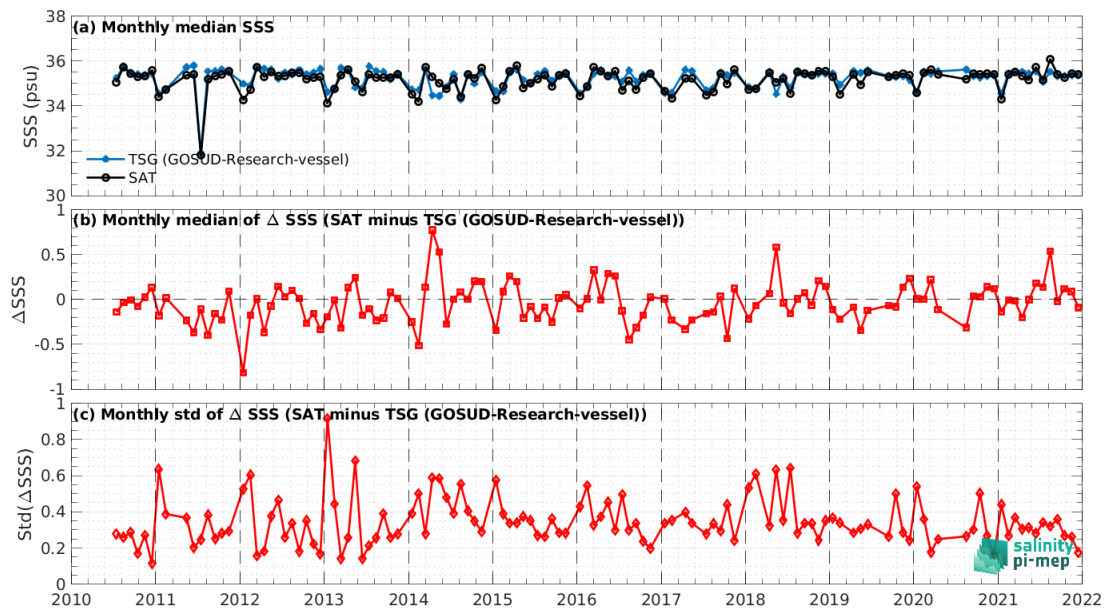 (a) Monthly median SSS
38
36
34
32
30
SSS (psu)
TSG (GOSUD-Research-vessel)
SAT
(b) Monthly median of Δ SSS (SAT minus TSG (GOSUD-Research-vessel))
1
0.5
0
-0.5
-1
ΔSSS
(c) Monthly std of Δ SSS (SAT minus TSG (GOSUD-Research-vessel))
1
0.8
0.6
0.4
0.2
0
Std(ΔSSS)
salinity
pi-mep
2010 2011 2012 2013 2014 2015 2016 2017 2018 2019 2020 2021 2022